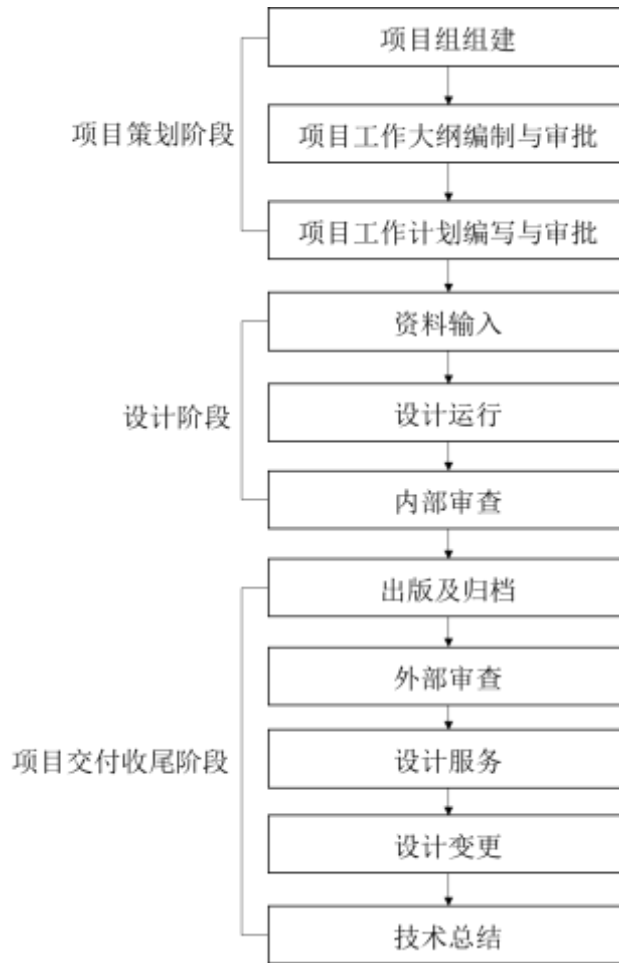 项目组组建
项目策划阶段
项目工作大纲编制与审批
项目工作计划编写与审批
资料输入
设计阶段
设计运行
内部审查
出版及归档
外部审查
项目交付收尾阶段
设计服务
设计变更
技术总结